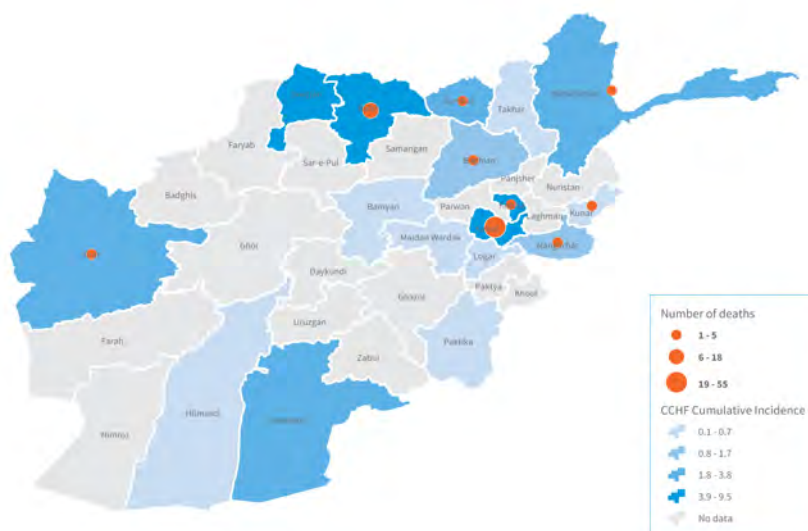 Takhar
Faryab
Samangan
Sar-e-Pul
Panjsher
Nuristan
Badghis
Bamyan
Parwan
Laghman
Kunar
Maidan Wardak
Nangarhar
Ghor
Logar
Daykundi
Paktya
Khost
Ghazni
Farah
Uruzgan
Zabul
Paktika
Hilmand
Nimroz
Number of deaths
1 - 5
6 - 18
19 - 55
CCHF Cumulative Incidence
0.1 - 0.7
0.8 - 1.7
1.8 - 3.8
3.9 - 9.5
No data